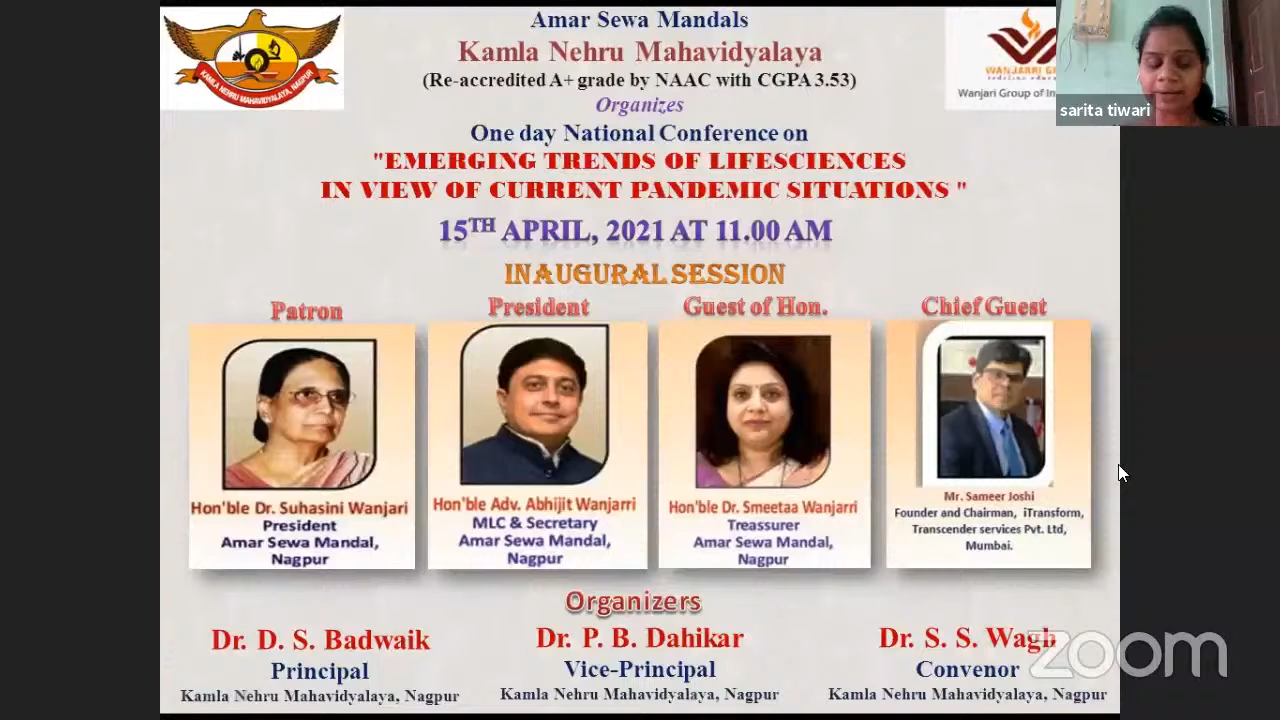 Amar Sewa Mandals
Kamla Nehru Mahavidyalaya
(Re-accredited A+ grade by NAAC with CGPA 3.53)
Organizes
One day National Conference on
"EMERGING TRENDS OF LIFESCIENCES
IN VIEW OF CURRENT PANDEMIC SITUATIONS "
15TH APRIL, 2021 AT 11.00 AM
INAUGURAL SESSION
KAMLA NEHRU MAHAVIDYALAYA, NAGPUR
Wanjari Group of
sarita tiwari
Patron
Hon'ble Dr. Suhasini Wanjari
President
Amar Sewa Mandal,
Nagpur
President
Hon'ble Adv. Abhijit Wanjarri
MLC & Secretary
Amar Sewa Mandal,
Nagpur
Guest of Hon.
Hon'ble Dr. Smeetaa Wanjarri
Treassurer
Amar Sewa Mandal,
Nagpur
Chief Guest
Mr. Sameer Joshi
Founder and Chairman, iTransform,
Transcender services Pvt. Ltd,
Mumbai.
Organizers
Dr. D. S. Badwaik
Principal
Kamla Nehru Mahavidyalaya, Nagpur
Dr. P. B. Dahikar
Vice-Principal
Kamla Nehru Mahavidyalaya, Nagpur
Dr. S. S. Wagh
Convenor
Kamla Nehru Mahavidyalaya, Nagpur
zoom